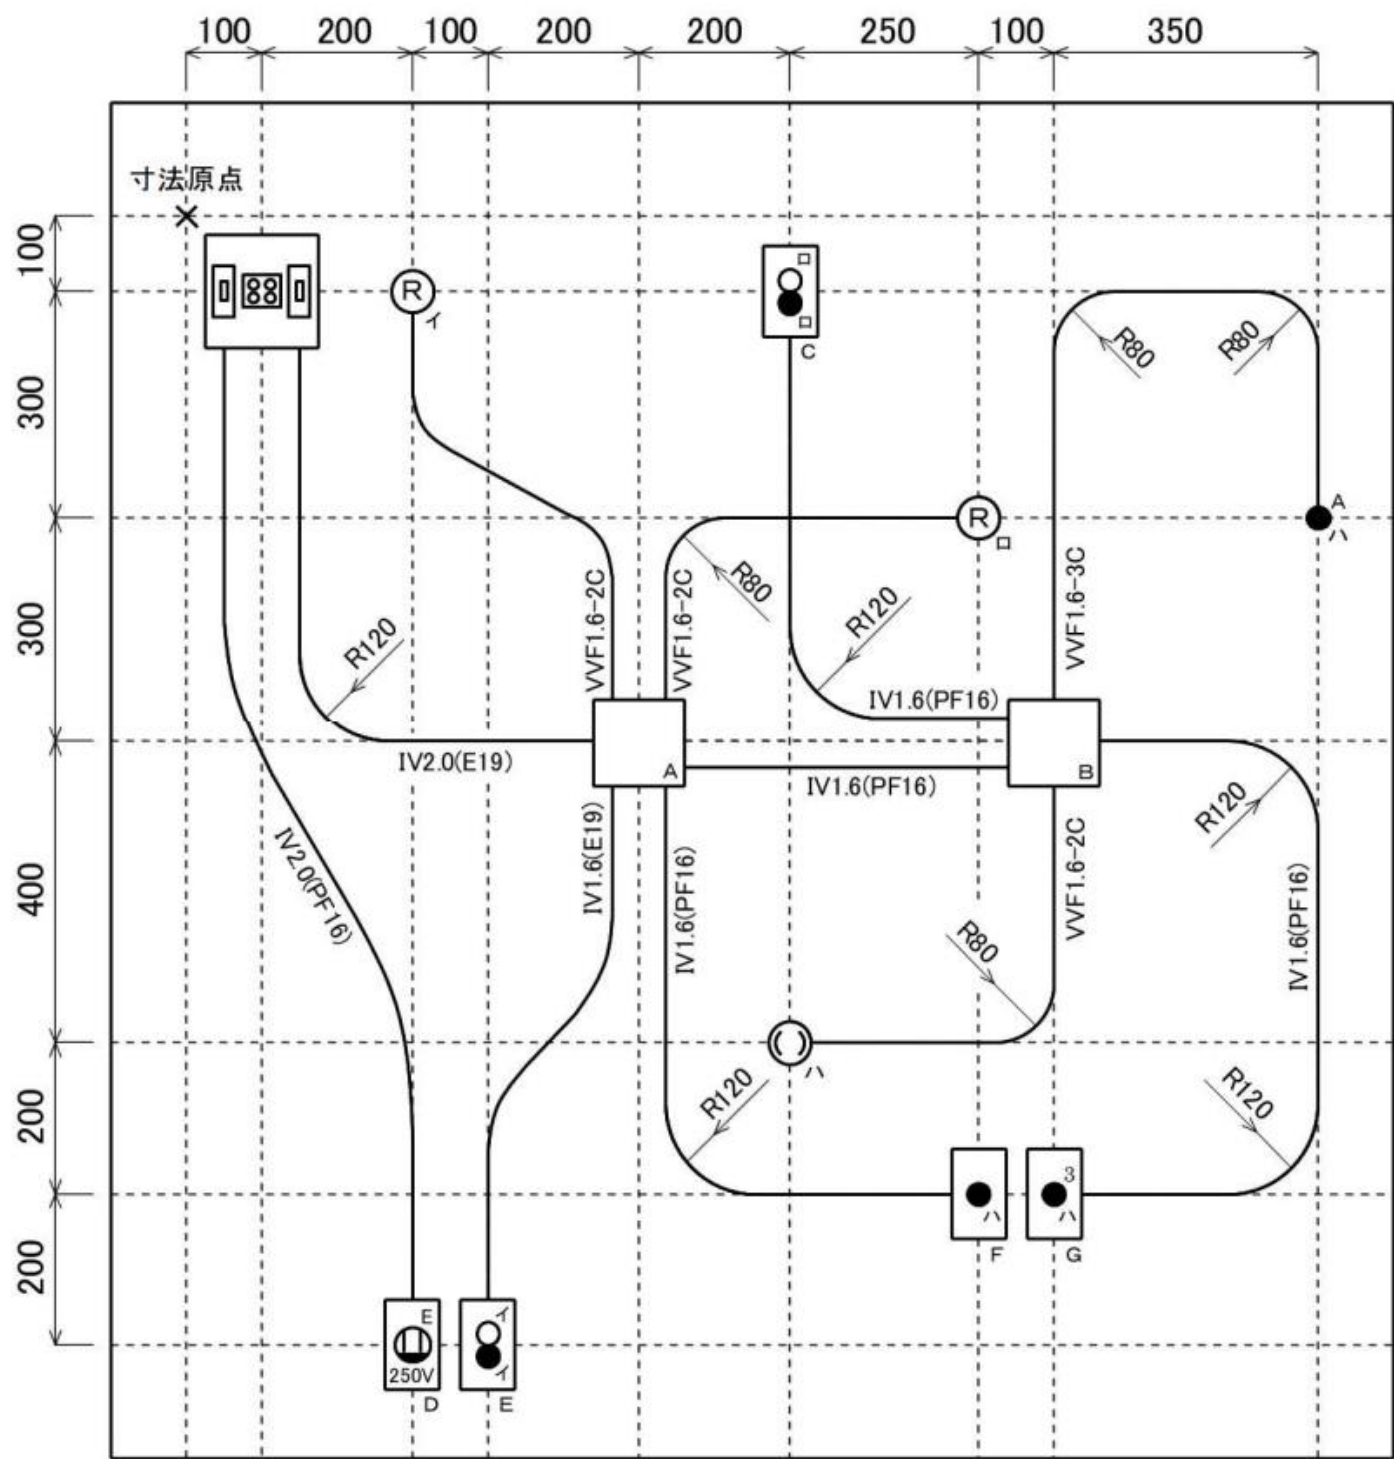 100 200 100 200 200 250 100 350
寸法原点
100
300
300
400
200
200
R
イ
ロ
ロ
C
R80
R80
A
ハ
R
ロ
R80
R120
R120
VVF1.6-2C
VVF1.6-2C
VVF1.6-3C
IV1.6(PF16)
IV2.0(E19)
A
B
IV1.6(PF16)
IV2.0(PF16)
IV1.6(E19)
IV1.6(PF16)
VVF1.6-2C
R120
IV1.6(PF16)
R80
ハ
R120
R120
ハ
F
3
ハ
G
E
250V
D
イ
イ
E